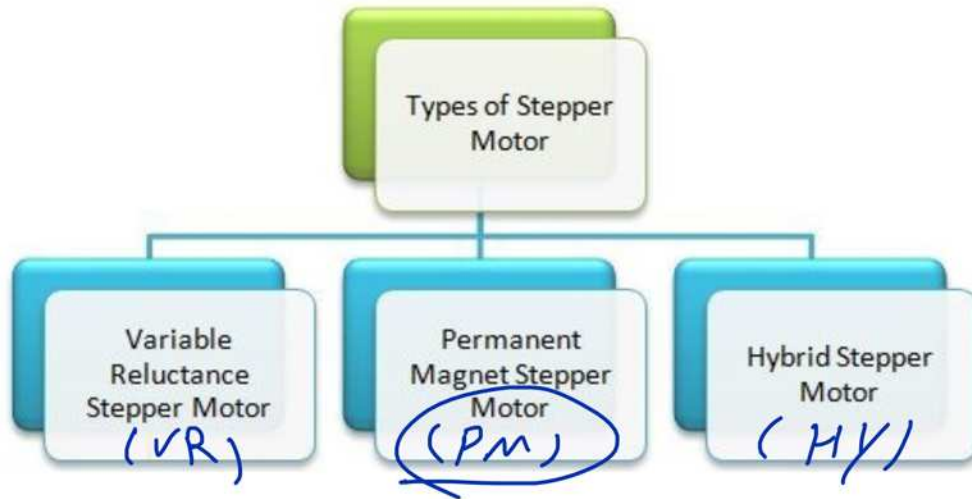 Types of Stepper
Motor
Variable
Reluctance
Stepper Motor
(VR)
Permanent
Magnet Stepper
Motor
(PM)
Hybrid Stepper
Motor
(HY)